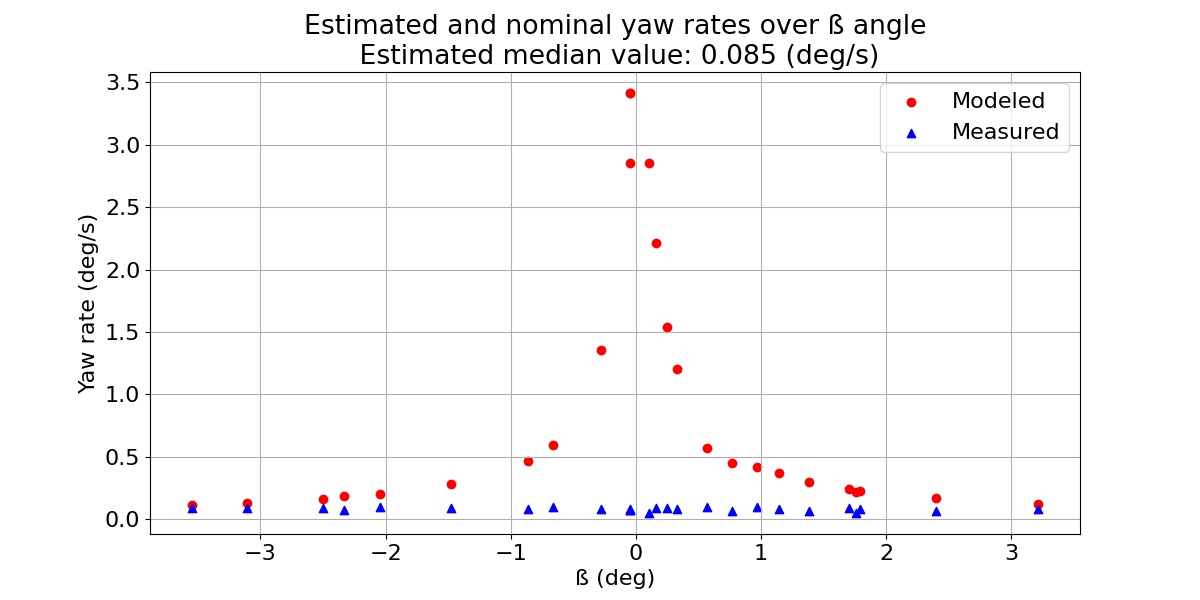 Estimated and nominal yaw rates over ß angle
Estimated median value: 0.085 (deg/s)
3.5
3.0
2.5
2.0
1.5
1.0
0.5
0.0
Yaw rate (deg/s)
Modeled
Measured
−3
−2
−1
0
1
2
3
ß (deg)